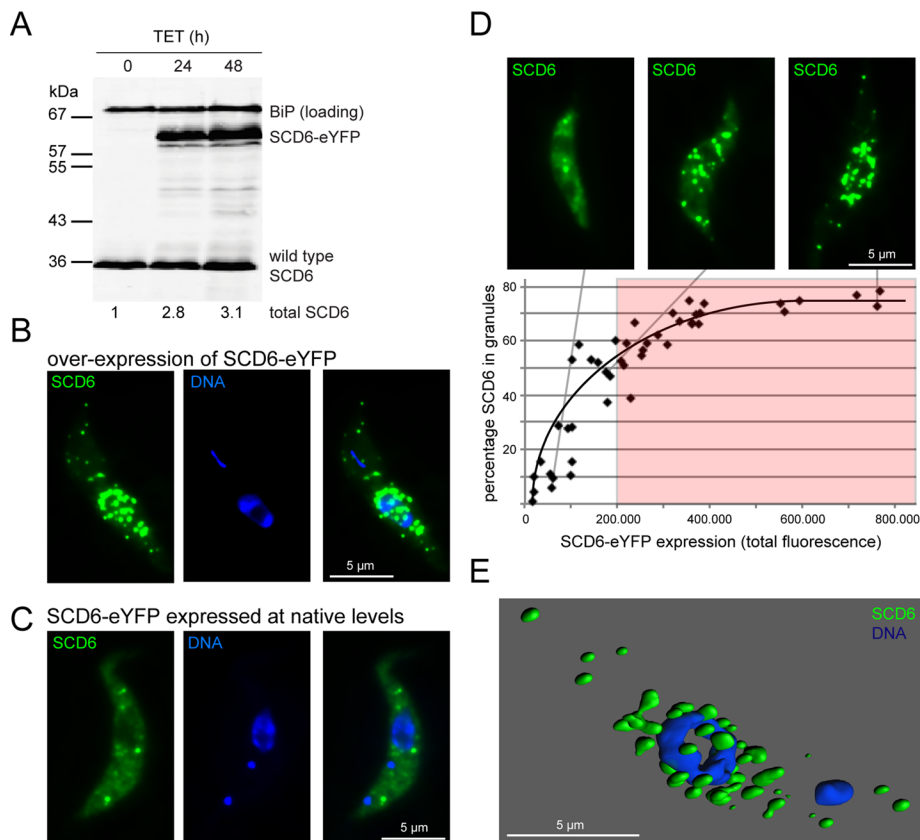 A
TET (h)
0 24 48
kDa
67
57
55
43
36
BiP (loading)
SCD6-eYFP
wild type
SCD6
1 2.8 3.1 total SCD6
over-expression of SCD6-eYFP
B
SCD6
DNA
5 µm
SCD6-eYFP expressed at native levels
C
SCD6
DNA
5 µm
D
SCD6
SCD6
SCD6
5 µm
percentage SCD6 in granules
80
60
40
20
0 200.000 400.000 600.000 800.000
SCD6-eYFP expression (total fluorescence)
E
SCD6
DNA
5 µm